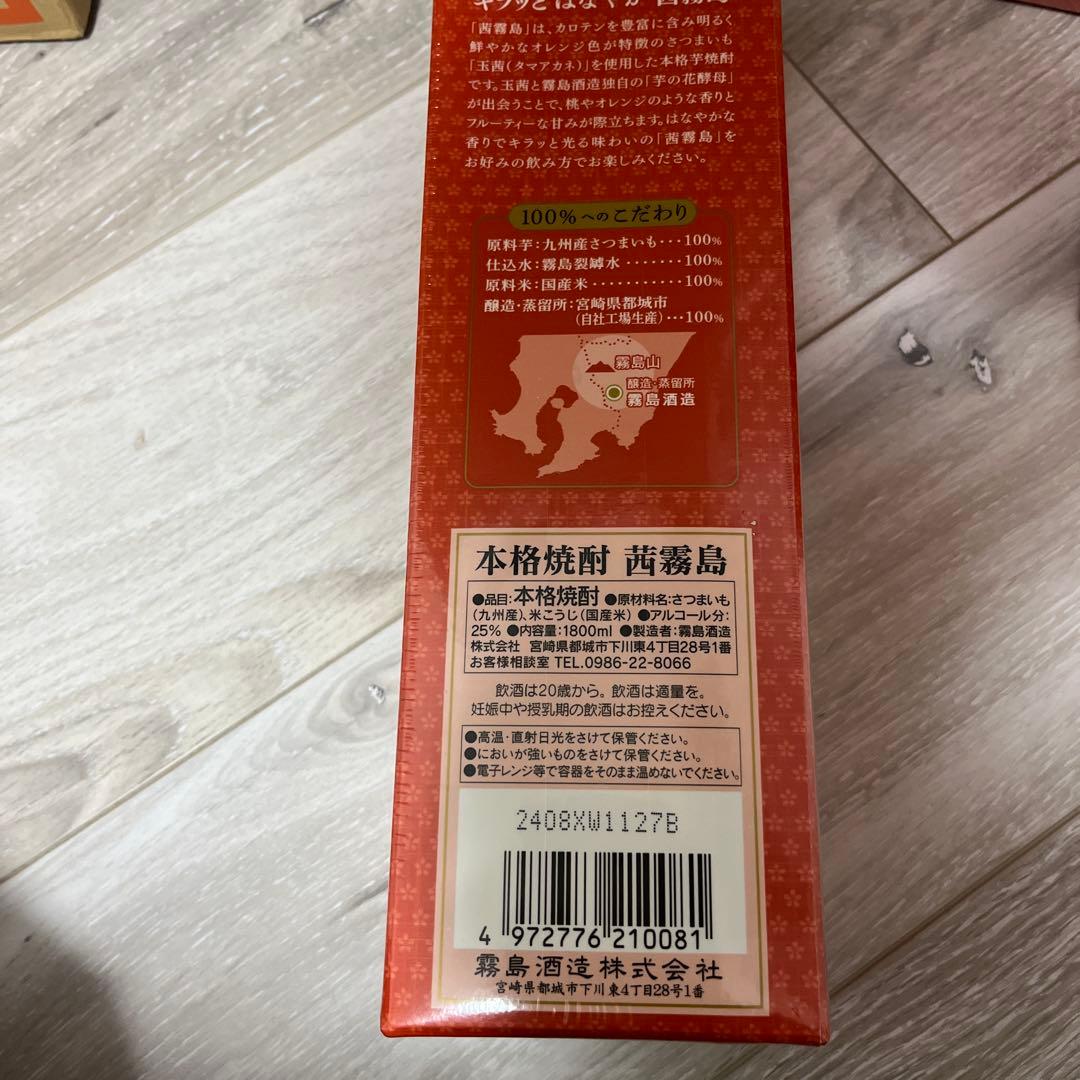 キラッとはなやか 茜霧島
「茜霧島」は、カロテンを豊富に含み明るく
鮮やかなオレンジ色が特徴のさつまいも
「玉茜(タマアカネ)」を使用した本格芋焼酎
です。玉茜と霧島酒造独自の「芋の花酵母」
が出会うことで、桃やオレンジのような香りと
フルーティーな甘みが際立ちます。はなやかな
香りでキラッと光る味わいの「茜霧島」を
お好みの飲み方でお楽しみください。
100%へのこだわり
原料芋:九州産さつまいも・・・100%
仕込水:霧島裂罅水・・・・・・・100%
原料米:国産米・・・・・・・・・・・100%
醸造・蒸留所:宮崎県都城市
(自社工場生産)・・・100%
霧島山
醸造・蒸留所
霧島酒造
本格焼酎 茜霧島
●品目:本格焼酎 ●原材料名:さつまいも
(九州産)、米こうじ(国産米) ●アルコール分:
25% ●内容量:1800ml ●製造者:霧島酒造
株式会社 宮崎県都城市下川東4丁目28号1番
お客様相談室 TEL.0986-22-8066
飲酒は20歳から。飲酒は適量を。
妊娠中や授乳期の飲酒はお控えください。
●高温・直射日光をさけて保管ください。
●においが強いものをさけて保管ください。
●電子レンジ等で容器をそのまま温めないでください。
2408XW1127B
4 972776 210081
霧島酒造株式会社
宮崎県都城市下川東4丁目28号1番